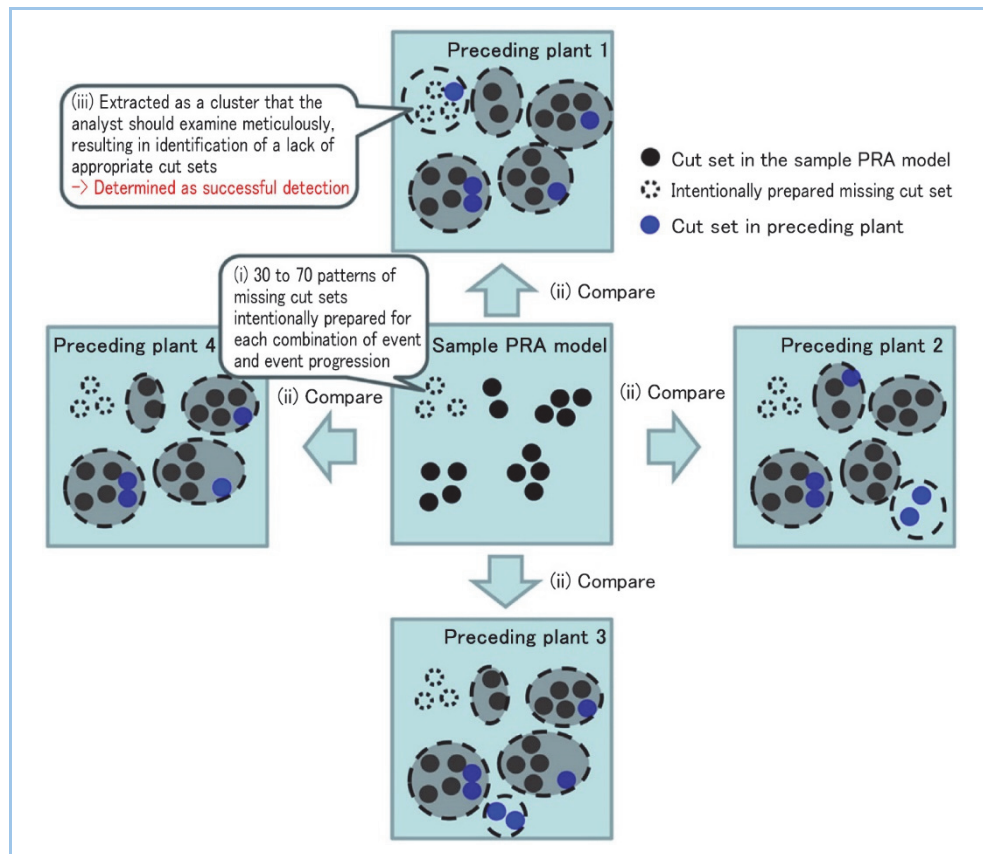 Preceding plant 1
(iii) Extracted as a cluster that the
analyst should examine meticulously,
resulting in identification of a lack of
appropriate cut sets
-> Determined as successful detection
Cut set in the sample PRA model
Intentionally prepared missing cut set
Cut set in preceding plant
(i) 30 to 70 patterns of
missing cut sets
intentionally prepared for
each combination of event
and event progression
(ii) Compare
Preceding plant 4
Sample PRA model
Preceding plant 2
(ii) Compare
(ii) Compare
(ii) Compare
Preceding plant 3